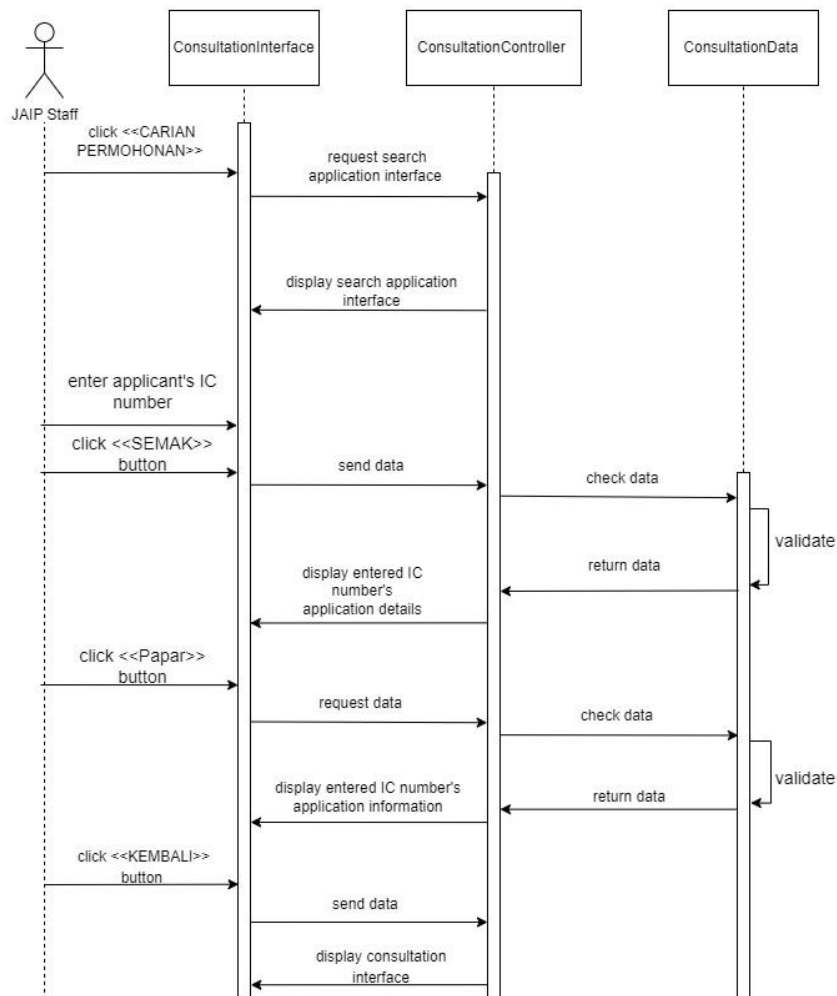 ConsultationInterface
ConsultationController
ConsultationData
JAIP Staff
click <<CARIAN
PERMOHONAN>>
request search
application interface
display search application
interface
enter applicant's IC
number
click <<SEMAK>>
button
send data
check data
validate
return data
display entered IC
number's
application details
click <<Papar>>
button
request data
check data
validate
return data
display entered IC number's
application information
click <<KEMBALI>>
button
send data
display consultation
interface